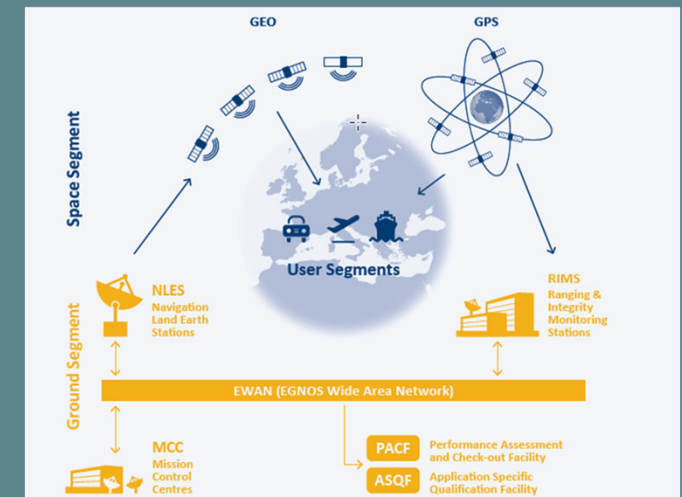 GEO
GPS
Space Segment
User Segments
NLES
Navigation
Land Earth
Stations
RIMS
Ranging &
Integrity
Monitoring
Stations
Ground Segment
EWAN (EGNOS Wide Area Network)
MCC
Mission
Control
Centres
PACF
Performance Assessment
and Check-out Facility
ASQF
Application Specific
Qualification Facility